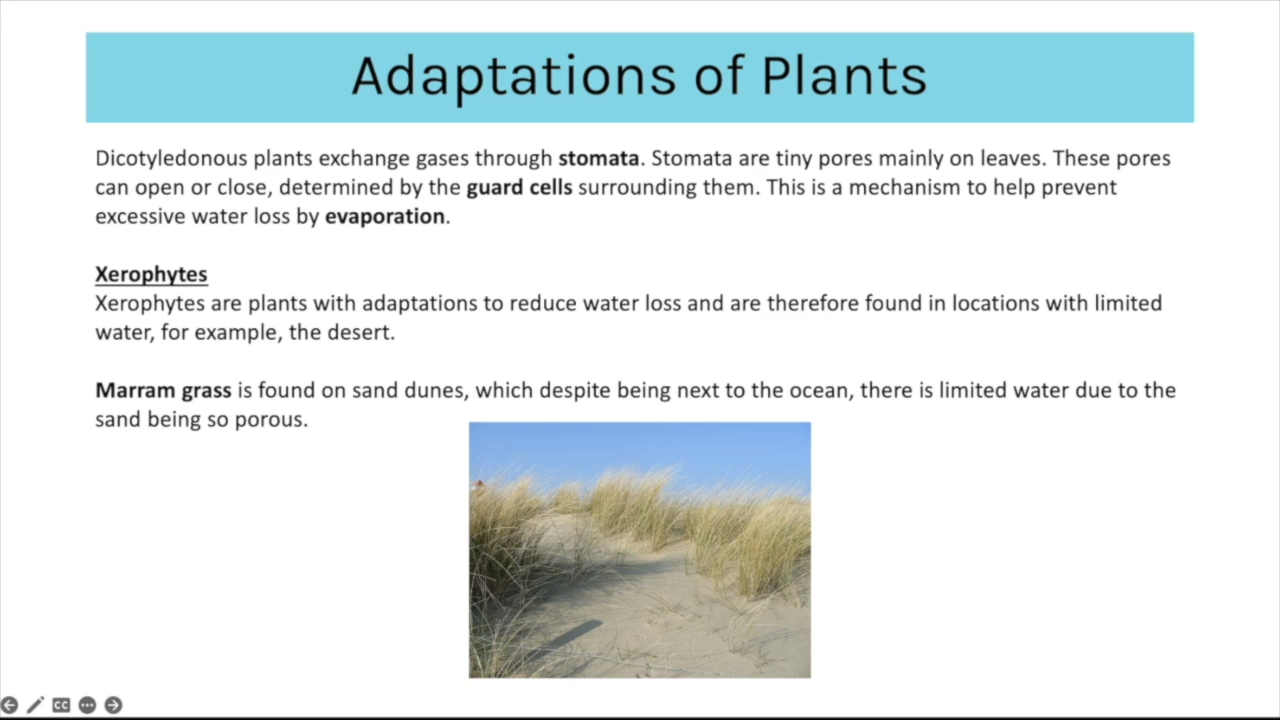 Adaptations of Plants
Dicotyledonous plants exchange gases through stomata. Stomata are tiny pores mainly on leaves. These pores
can open or close, determined by the guard cells surrounding them. This is a mechanism to help prevent
excessive water loss by evaporation.
Xerophytes
Xerophytes are plants with adaptations to reduce water loss and are therefore found in locations with limited
water, for example, the desert.
Marram grass is found on sand dunes, which despite being next to the ocean, there is limited water due to the
sand being so porous.
CC